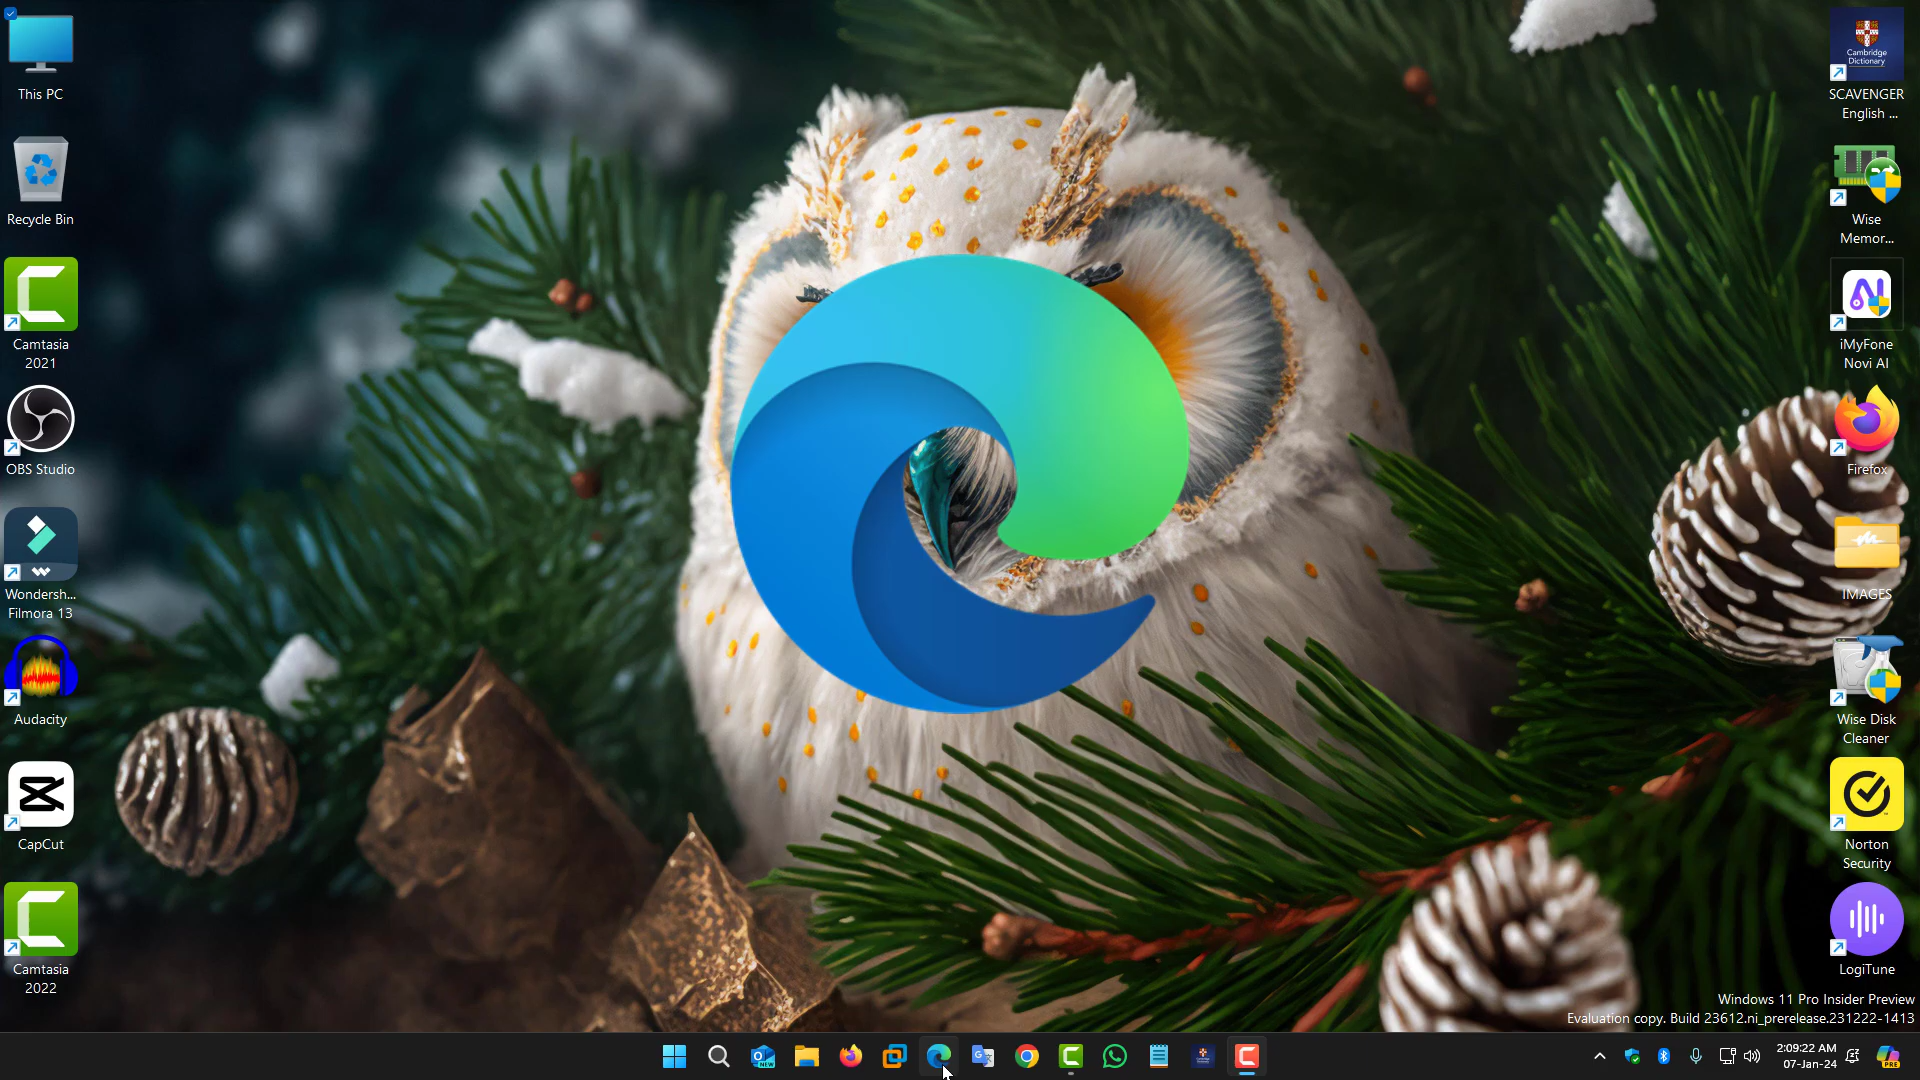 This PC
Recycle Bin
Camtasia
2021
OBS Studio
Wondersh...
Filmora 13
Audacity
CapCut
Camtasia
2022
Cambridge
Dictionary
SCAVENGER
English ...
Wise
Memor...
iMyFone
Novi AI
Firefox
IMAGES
Wise Disk
Cleaner
Norton
Security
LogiTune
Windows 11 Pro Insider Preview
Evaluation copy. Build 23612.ni_prerelease.231222-1413
NEW
2:09:22 AM
07-Jan-24
PRE